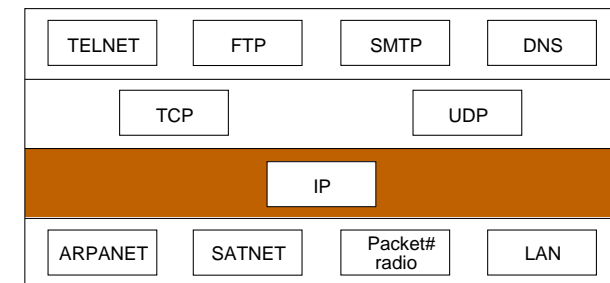 TELNET FTP SMTP DNS
TCP UDP
IP
ARPANET SATNET Packet# radio LAN